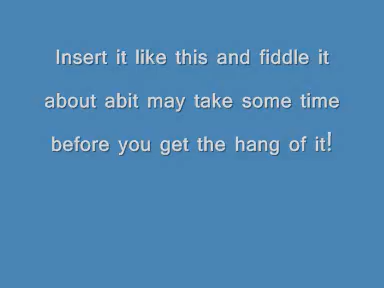 Insert it like this and fiddle it
about abit may take some time
before you get the hang of it!